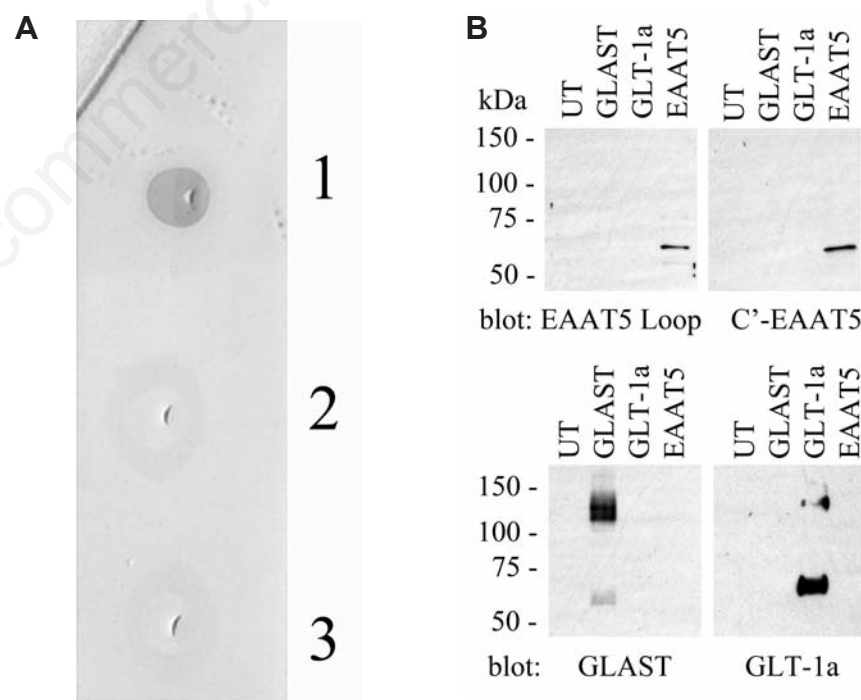 A
commerc
1
2
3
B
kDa
UT
GLAST
GLT-1a
EAAT5
UT
GLAST
GLT-1a
EAAT5
150 -
100 -
75 -
50 -
blot: EAAT5 Loop
C’-EAAT5
UT
GLAST
GLT-1a
EAAT5
UT
GLAST
GLT-1a
EAAT5
150 -
100 -
75 -
50 -
blot:
GLAST
GLT-1a